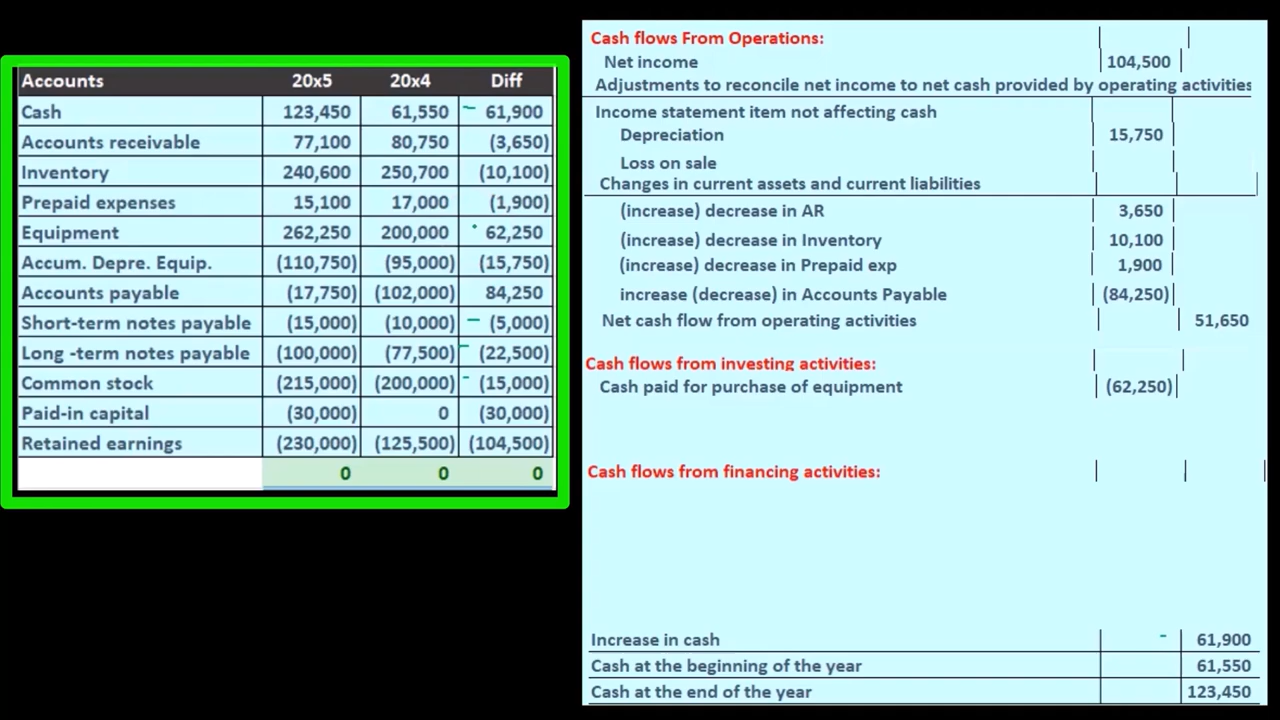 Accounts 20x5 20x4 Diff
Cash 123,450 61,550 61,900
Accounts receivable 77,100 80,750 (3,650)
Inventory 240,600 250,700 (10,100)
Prepaid expenses 15,100 17,000 (1,900)
Equipment 262,250 200,000 62,250
Accum. Depre. Equip. (110,750) (95,000) (15,750)
Accounts payable (17,750) (102,000) 84,250
Short-term notes payable (15,000) (10,000) (5,000)
Long -term notes payable (100,000) (77,500) (22,500)
Common stock (215,000) (200,000) (15,000)
Paid-in capital (30,000) 0 (30,000)
Retained earnings (230,000) (125,500) (104,500)
0 0 0
Cash flows From Operations:
Net income 104,500
Adjustments to reconcile net income to net cash provided by operating activities
Income statement item not affecting cash
Depreciation 15,750
Loss on sale
Changes in current assets and current liabilities
(increase) decrease in AR 3,650
(increase) decrease in Inventory 10,100
(increase) decrease in Prepaid exp 1,900
increase (decrease) in Accounts Payable (84,250)
Net cash flow from operating activities 51,650
Cash flows from investing activities:
Cash paid for purchase of equipment (62,250)
Cash flows from financing activities:
Increase in cash 61,900
Cash at the beginning of the year 61,550
Cash at the end of the year 123,450